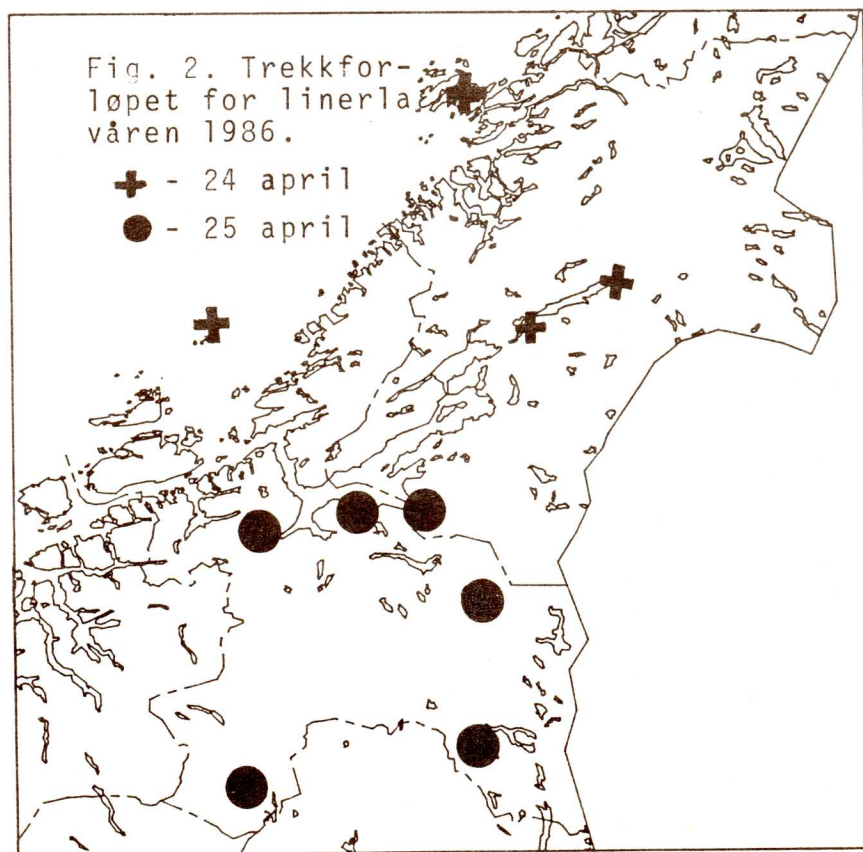 Fig. 2. Trekkfor-
løpet for linerla
våren 1986.
✚ - 24 april
● - 25 april